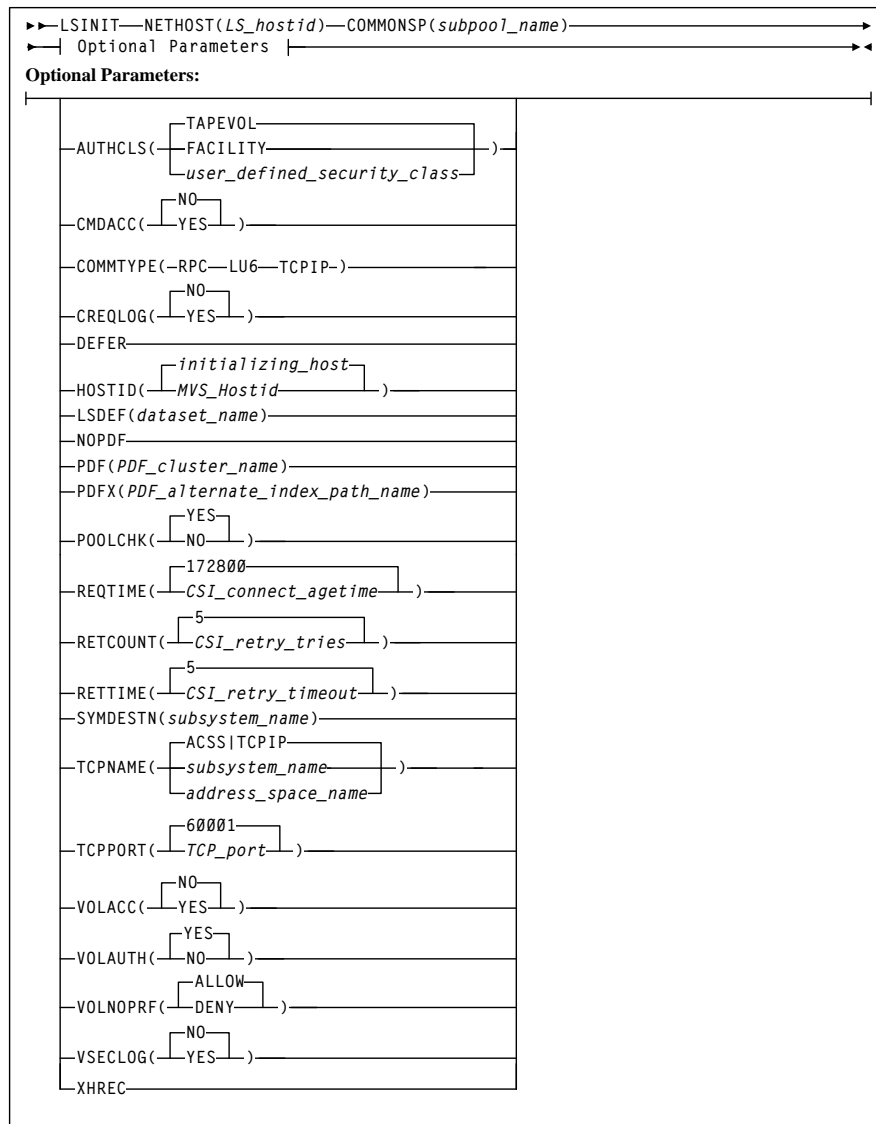 LSINIT NETHOST(LS_hostid) COMMONSP(subpool_name)
Optional Parameters
Optional Parameters:
TAPEVOL
AUTHCLS( FACILITY )
user_defined_security_class
NO
CMDACC( YES )
COMMTYPE( RPC LU6 TCPIP )
NO
CREQLOG( YES )
DEFER
initializing_host
HOSTID( MVS_Hostid )
LSDEF(dataset_name)
NOPDF
PDF(PDF_cluster_name)
PDFX(PDF_alternate_index_path_name)
YES
POOLCHK( NO )
172800
REQTIME( CSI_connect_agetime )
5
RETCOUNT( CSI_retry_tries )
5
RETTIME( CSI_retry_timeout )
SYMDESTN(subsystem_name)
ACSS|TCPIP
TCPNAME( subsystem_name )
address_space_name
60001
TCPPORT( TCP_port )
NO
VOLACC( YES )
YES
VOLAUTH( NO )
ALLOW
VOLNOPRF( DENY )
NO
VSECLOG( YES )
XHREC